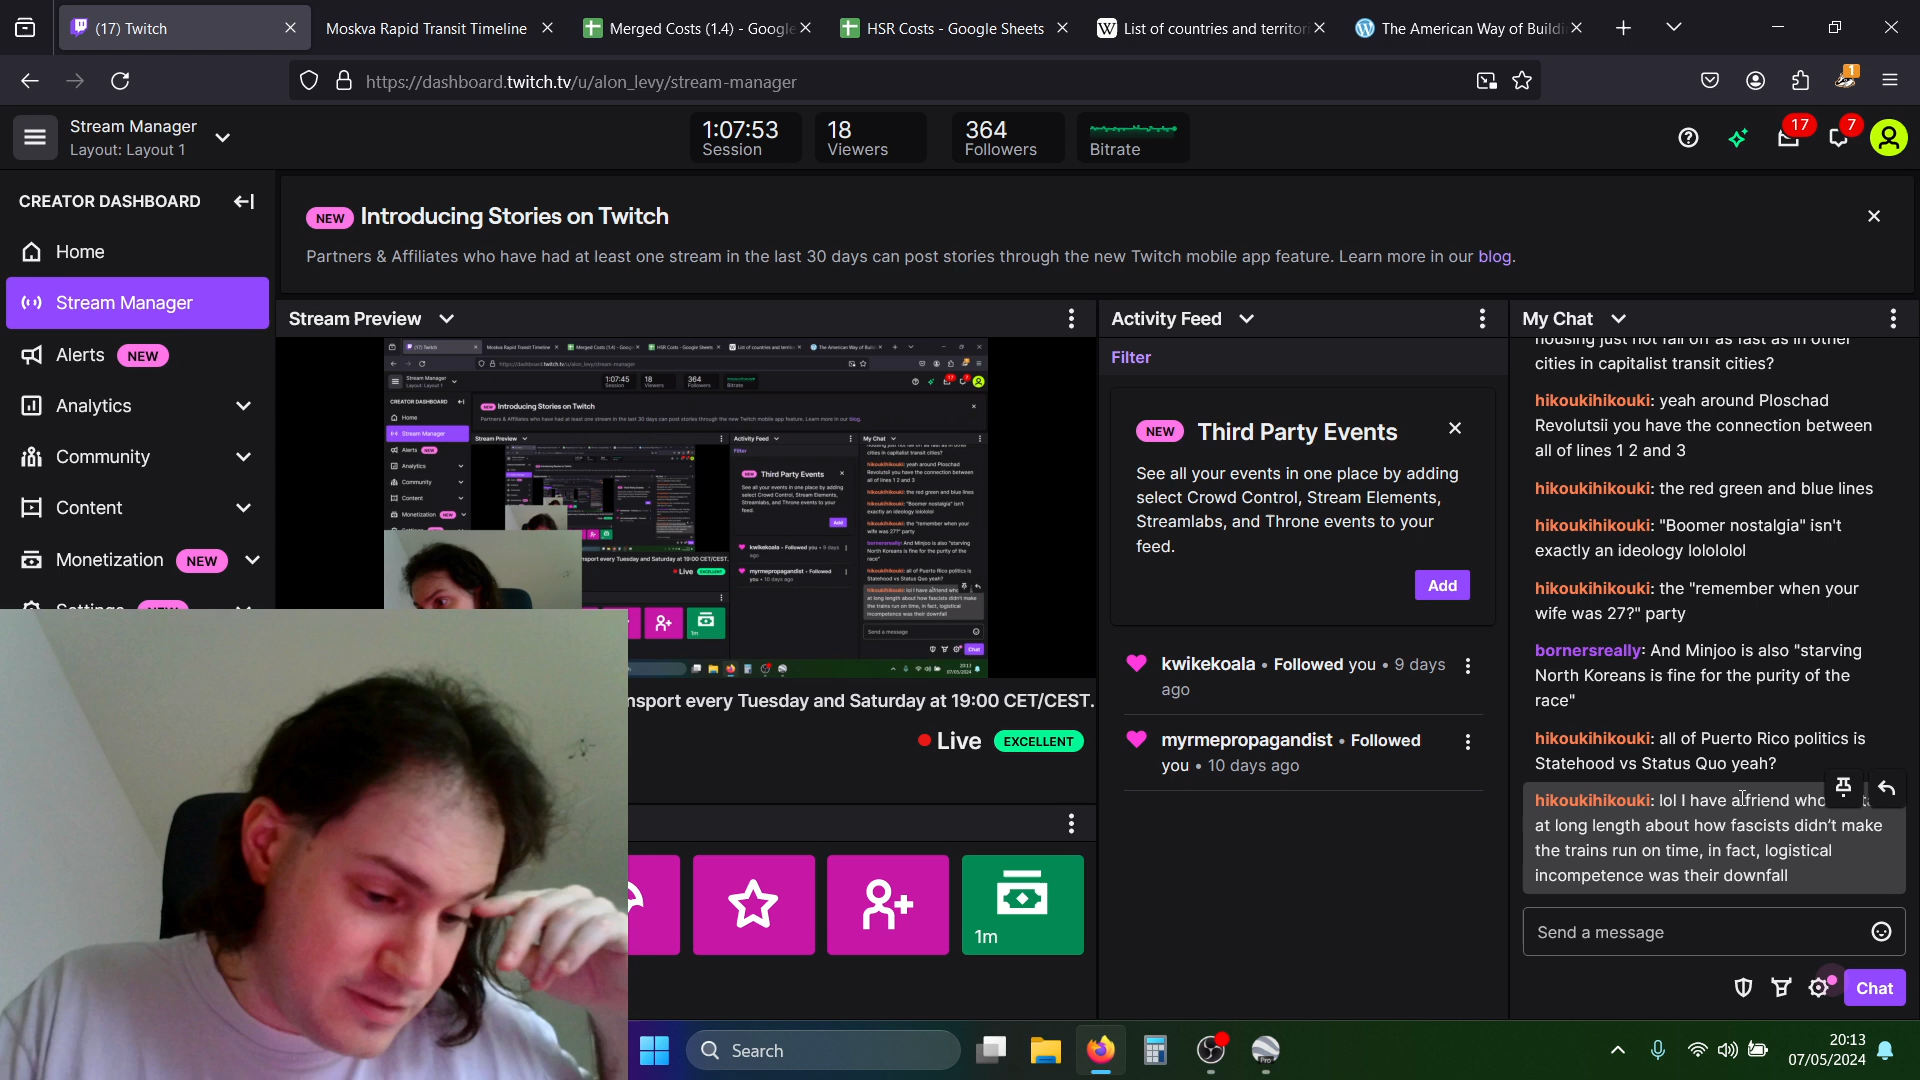 (17) Twitch
Moskva Rapid Transit Timeline
Merged Costs (1.4) - Google
HSR Costs - Google Sheets
List of countries and territori
The American Way of Buildi
https://dashboard.twitch.tv/u/alon_levy/stream-manager
1
Stream Manager
Layout: Layout 1
1:07:53
Session
18
Viewers
364
Followers
Bitrate
17
7
CREATOR DASHBOARD
Home
Stream Manager
Alerts NEW
Analytics
Community
Content
Monetization NEW
NEW Introducing Stories on Twitch
Partners & Affiliates who have had at least one stream in the last 30 days can post stories through the new Twitch mobile app feature. Learn more in our blog.
Stream Preview
nsport every Tuesday and Saturday at 19:00 CET/CEST.
Live EXCELLENT
1m
Activity Feed
Filter
NEW Third Party Events
See all your events in one place by adding
select Crowd Control, Stream Elements,
Streamlabs, and Throne events to your
feed.
Add
kwikekoala • Followed you • 9 days
ago
myrmepropagandist • Followed
you • 10 days ago
My Chat
housing just not fall off as fast as in other
cities in capitalist transit cities?
hikoukihikouki: yeah around Ploschad
Revolutsii you have the connection between
all of lines 1 2 and 3
hikoukihikouki: the red green and blue lines
hikoukihikouki: "Boomer nostalgia" isn't
exactly an ideology lolololol
hikoukihikouki: the "remember when your
wife was 27?" party
bornersreally: And Minjoo is also "starving
North Koreans is fine for the purity of the
race"
hikoukihikouki: all of Puerto Rico politics is
Statehood vs Status Quo yeah?
hikoukihikouki: lol I have a friend who
at long length about how fascists didn't make
the trains run on time, in fact, logistical
incompetence was their downfall
Send a message
Chat
Search
20:13
07/05/2024